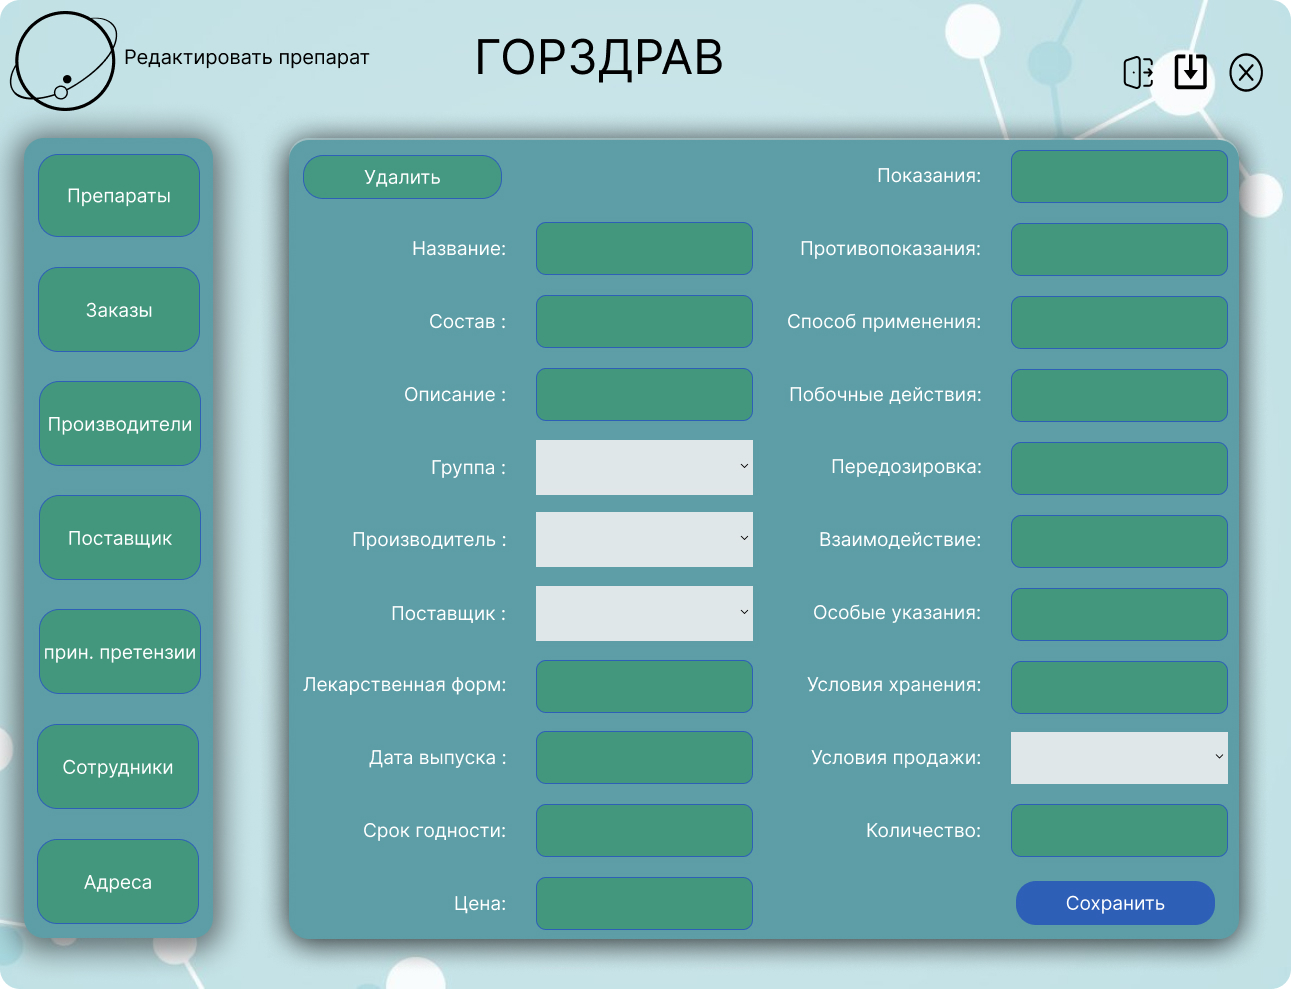 Редактировать препарат
ГОРЗДРАВ
Препараты
Заказы
Производители
Поставщик
прин. претензии
Сотрудники
Адреса
Удалить
Название:
Состав :
Описание :
Группа :
Производитель :
Поставщик :
Лекарственная форм:
Дата выпуска :
Срок годности:
Цена:
Показания:
Противопоказания:
Способ применения:
Побочные действия:
Передозировка:
Взаимодействие:
Особые указания:
Условия хранения:
Условия продажи:
Количество:
Сохранить